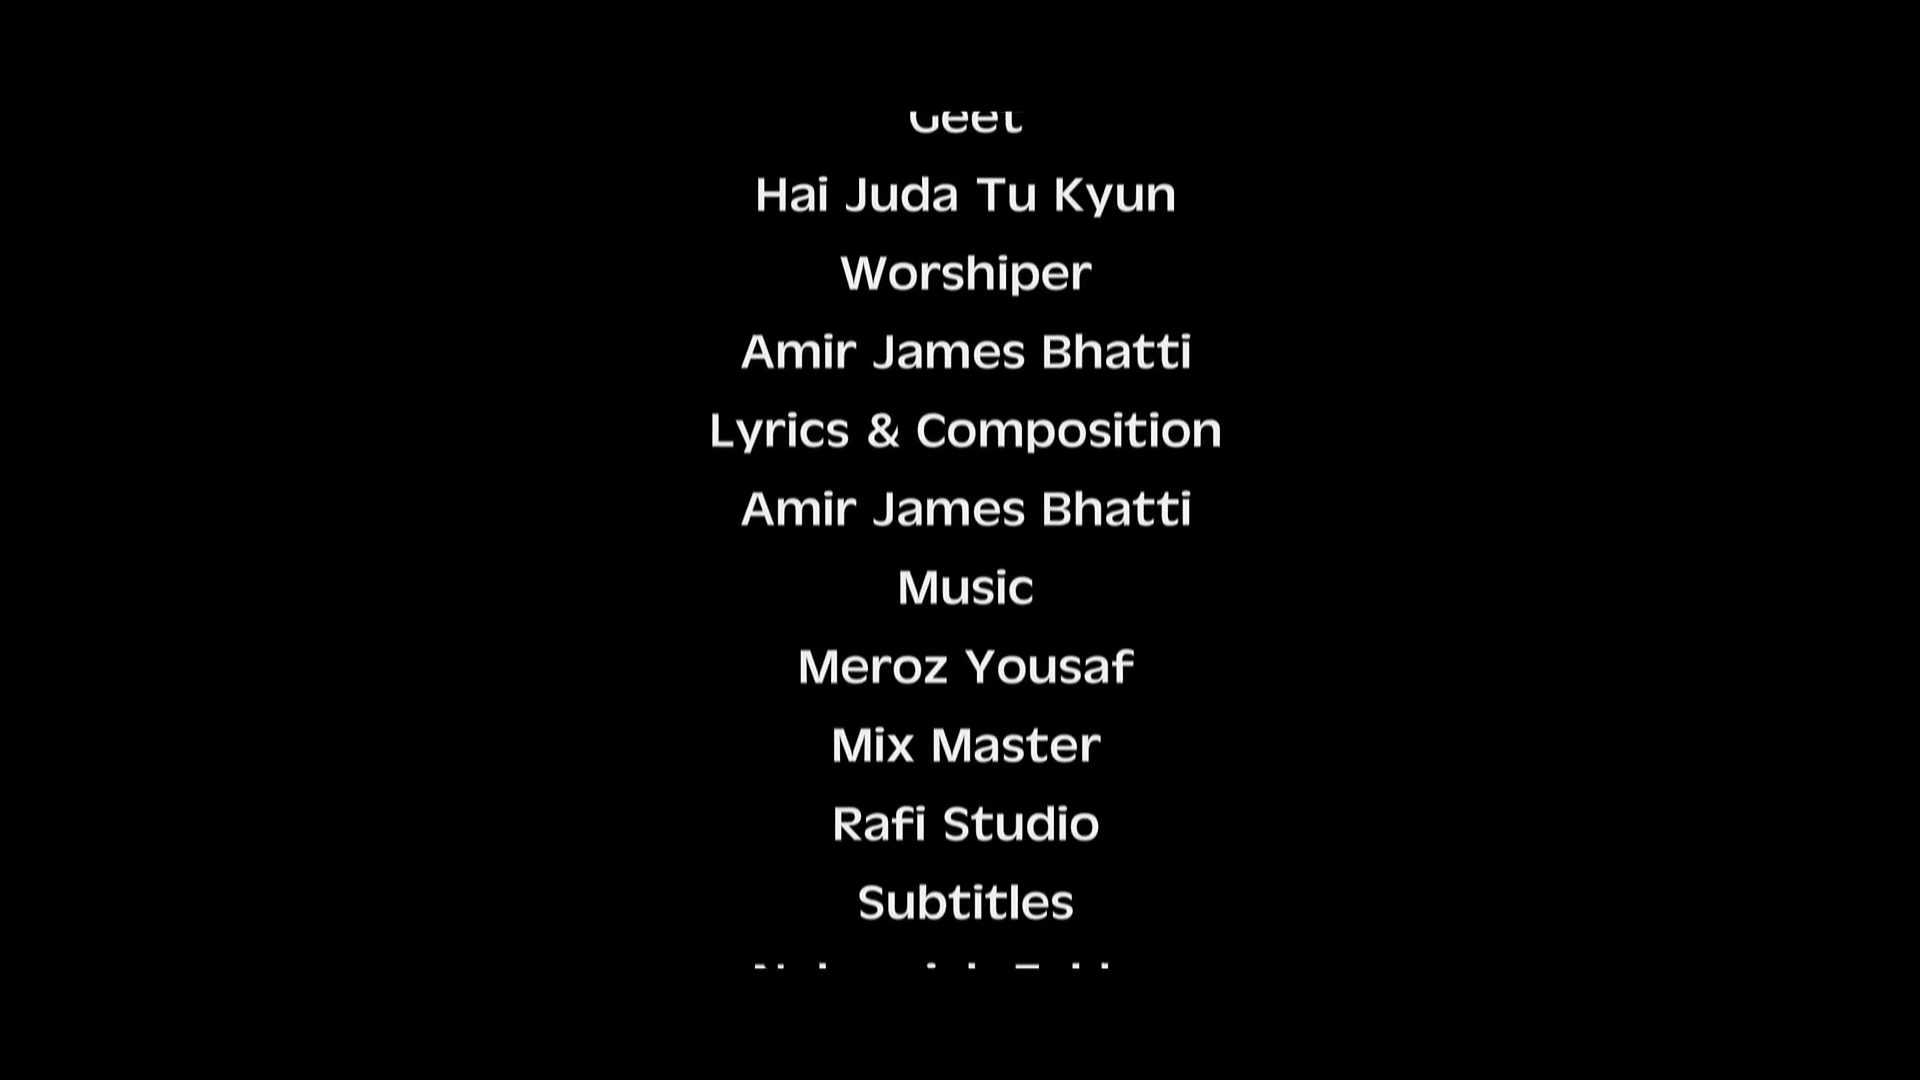 Geet
Hai Juda Tu Kyun
Worshiper
Amir James Bhatti
Lyrics & Composition
Amir James Bhatti
Music
Meroz Yousaf
Mix Master
Rafi Studio
Subtitles